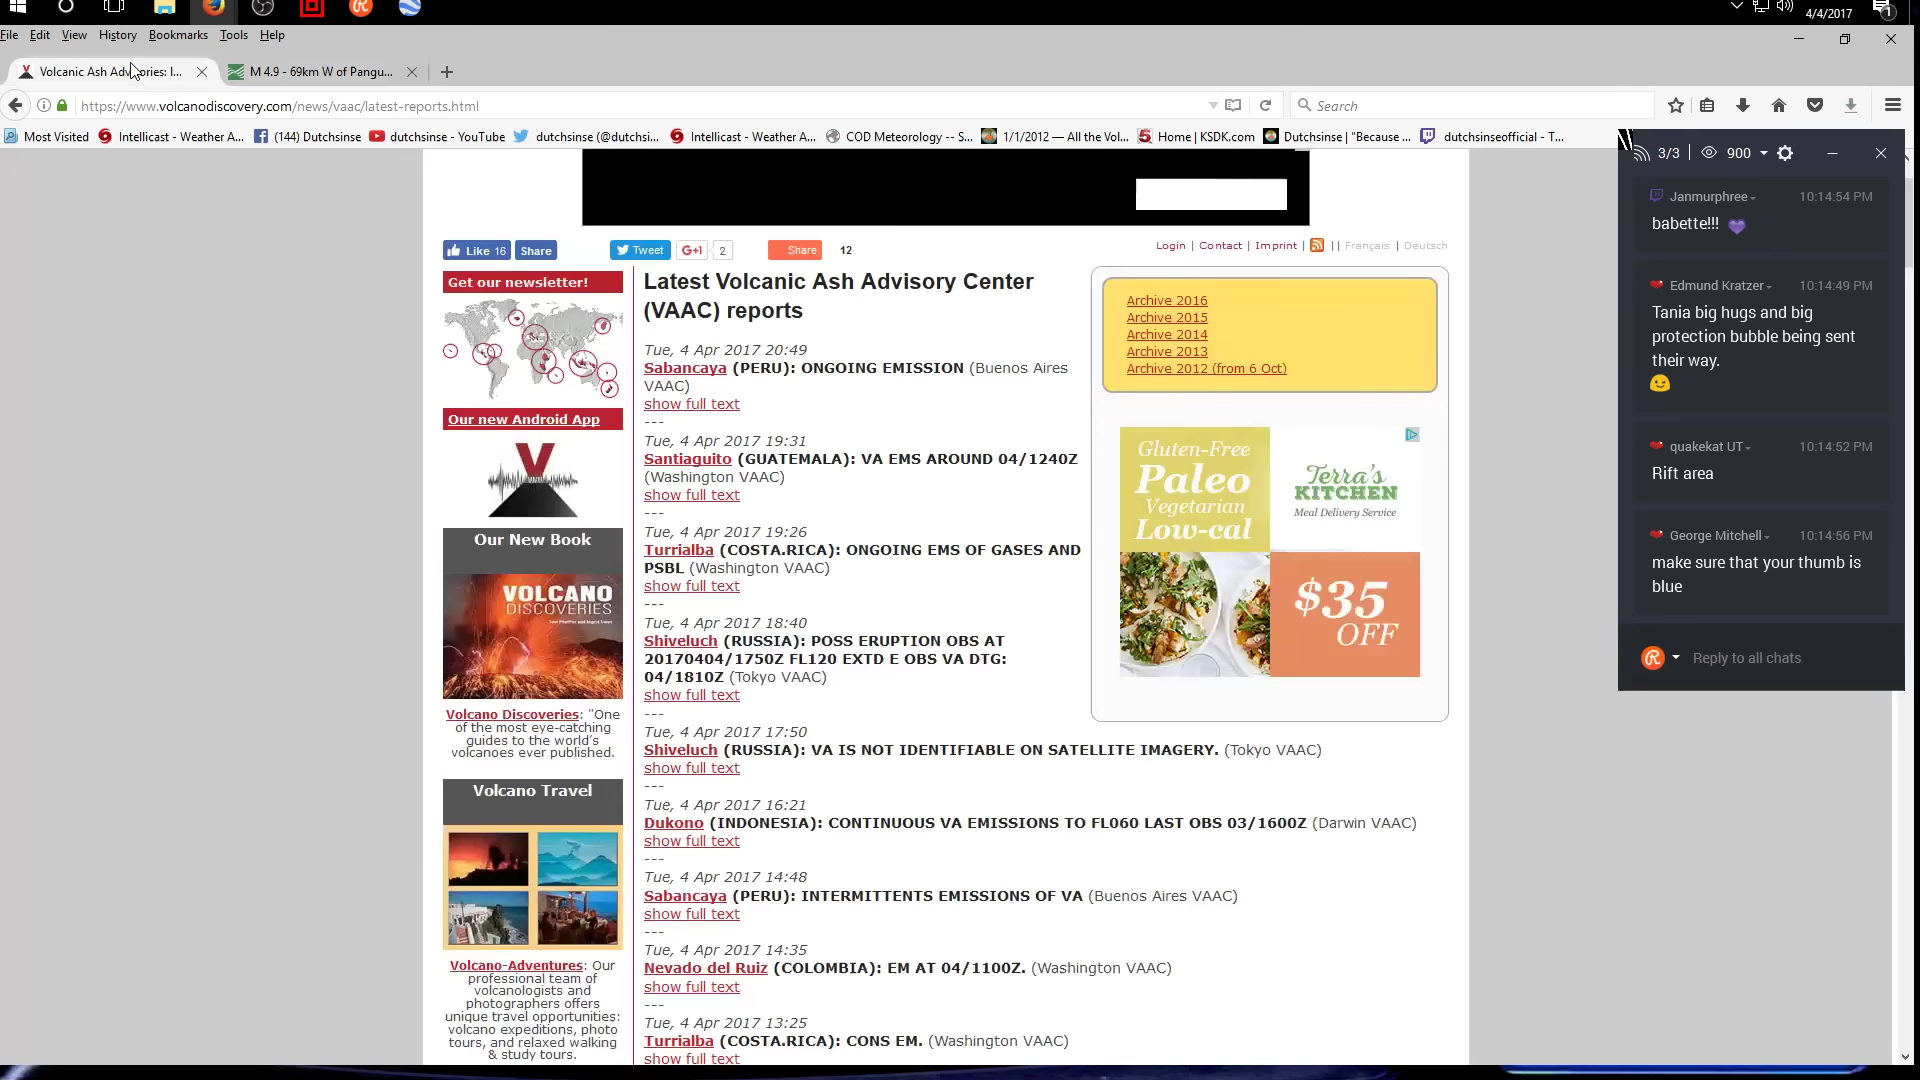 4/4/2017
1
File Edit View History Bookmarks Tools Help
Volcanic Ash Advisories: l...
M 4.9 - 69km W of Pangu...
https://www.volcanodiscovery.com/news/vaac/latest-reports.html
Search
Most Visited
Intellicast - Weather A...
(144) Dutchsinse
dutchsinse - YouTube
dutchsinse (@dutchsi...
Intellicast - Weather A...
COD Meteorology -- S...
1/1/2012 — All the Vol...
Home | KSDK.com
Dutchsinse | "Because ...
dutchsinseofficial - T...
Like 16
Share
Tweet
G+1
2
Share
12
Login | Contact | Imprint | || Français | Deutsch
Get our newsletter!
Our new Android App
Our New Book
VOLCANO
DISCOVERIES
Volcano Discoveries: "One
of the most eye-catching
guides to the world's
volcanoes ever published.
Volcano Travel
Volcano-Adventures: Our
professional team of
volcanologists and
photographers offers
unique travel opportunities:
volcano expeditions, photo
tours, and relaxed walking
& study tours.
Latest Volcanic Ash Advisory Center
(VAAC) reports
Tue, 4 Apr 2017 20:49
Sabancaya (PERU): ONGOING EMISSION (Buenos Aires
VAAC)
show full text
---
Tue, 4 Apr 2017 19:31
Santiaguito (GUATEMALA): VA EMS AROUND 04/1240Z
(Washington VAAC)
show full text
---
Tue, 4 Apr 2017 19:26
Turrialba (COSTA.RICA): ONGOING EMS OF GASES AND
PSBL (Washington VAAC)
show full text
---
Tue, 4 Apr 2017 18:40
Shiveluch (RUSSIA): POSS ERUPTION OBS AT
20170404/1750Z FL120 EXTD E OBS VA DTG:
04/1810Z (Tokyo VAAC)
show full text
---
Tue, 4 Apr 2017 17:50
Shiveluch (RUSSIA): VA IS NOT IDENTIFIABLE ON SATELLITE IMAGERY. (Tokyo VAAC)
show full text
---
Tue, 4 Apr 2017 16:21
Dukono (INDONESIA): CONTINUOUS VA EMISSIONS TO FL060 LAST OBS 03/1600Z (Darwin VAAC)
show full text
---
Tue, 4 Apr 2017 14:48
Sabancaya (PERU): INTERMITTENTS EMISSIONS OF VA (Buenos Aires VAAC)
show full text
---
Tue, 4 Apr 2017 14:35
Nevado del Ruiz (COLOMBIA): EM AT 04/1100Z. (Washington VAAC)
show full text
---
Tue, 4 Apr 2017 13:25
Turrialba (COSTA.RICA): CONS EM. (Washington VAAC)
show full text
Archive 2016
Archive 2015
Archive 2014
Archive 2013
Archive 2012 (from 6 Oct)
Gluten-Free
Paleo
Vegetarian
Low-cal
Terra's
KITCHEN
Meal Delivery Service
$35
OFF
3/3 | 900
Janmurphree 10:14:54 PM
babette!!!
Edmund Kratzer 10:14:49 PM
Tania big hugs and big
protection bubble being sent
their way.
quakekat UT 10:14:52 PM
Rift area
George Mitchell 10:14:56 PM
make sure that your thumb is
blue
Reply to all chats